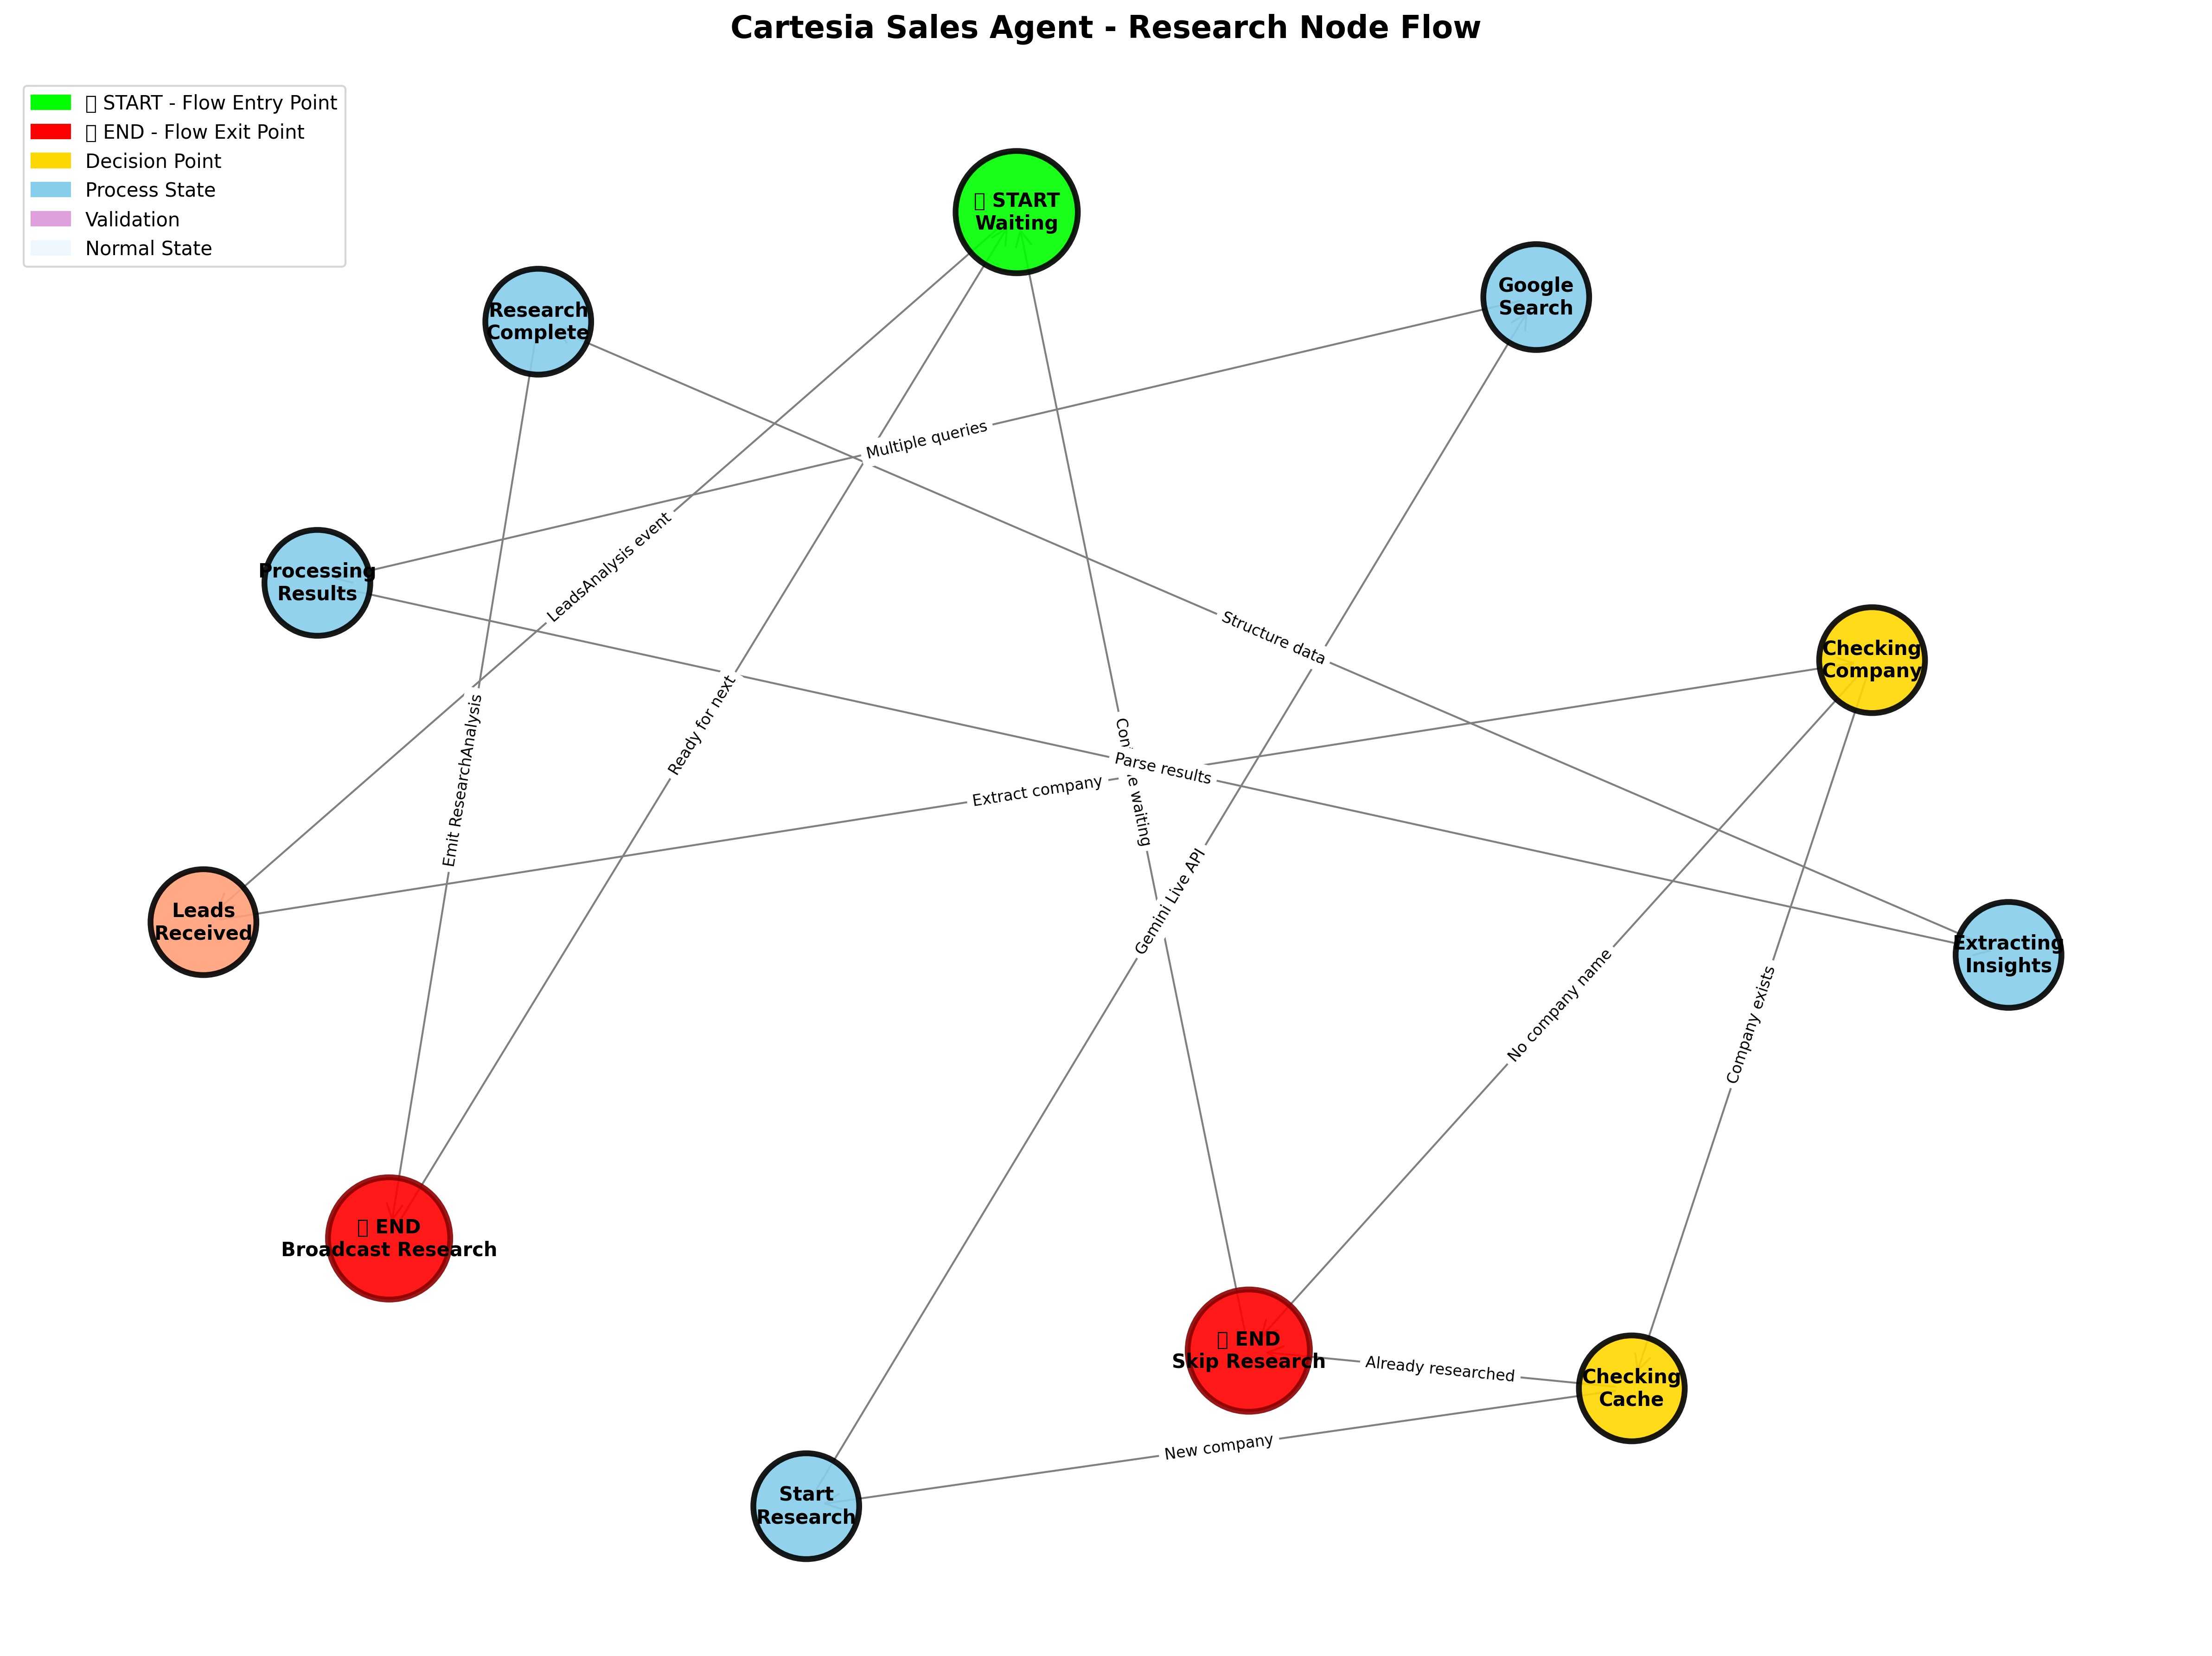 Cartesia Sales Agent - Research Node Flow
START - Flow Entry Point
END - Flow Exit Point
Decision Point
Process State
Validation
Normal State
START
Waiting
Google
Search
Research
Complete
Multiple queries
LeadsAnalysis event
Processing
Results
Structure data
Checking
Company
Ready for next
Emit ResearchAnalysis
waiting
Parse results
Extract company
Gemini Live API
Leads
Received
No company name
Company exists
Extracting
Insights
END
Broadcast Research
END
Skip Research
Already researched
Checking
Cache
New company
Start
Research